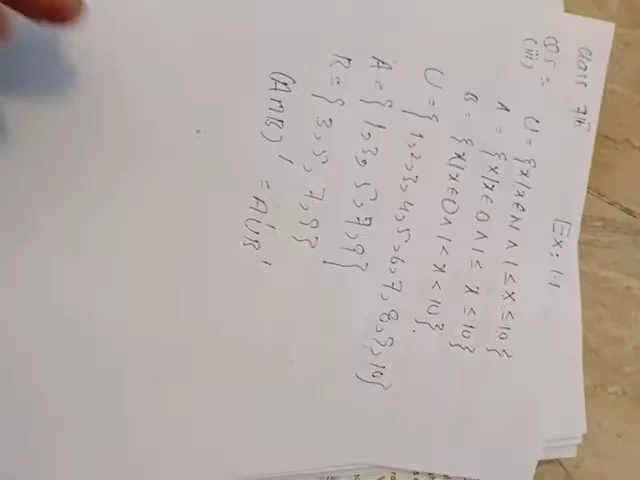 Class 7th
Ex: 1.1
Q5:
(iii) U = {x|x∈N ∧ 1 ≤ x ≤ 10}
A = {x|x∈O ∧ 1 ≤ x ≤ 10}
B = {x|x∈O ∧ 1 < x < 10}.
U = {1,2,3,4,5,6,7,8,9,10}
A = {1,3,5,7,9}
B = {3,5,7,9}
(A∩B)' = A'∪B'